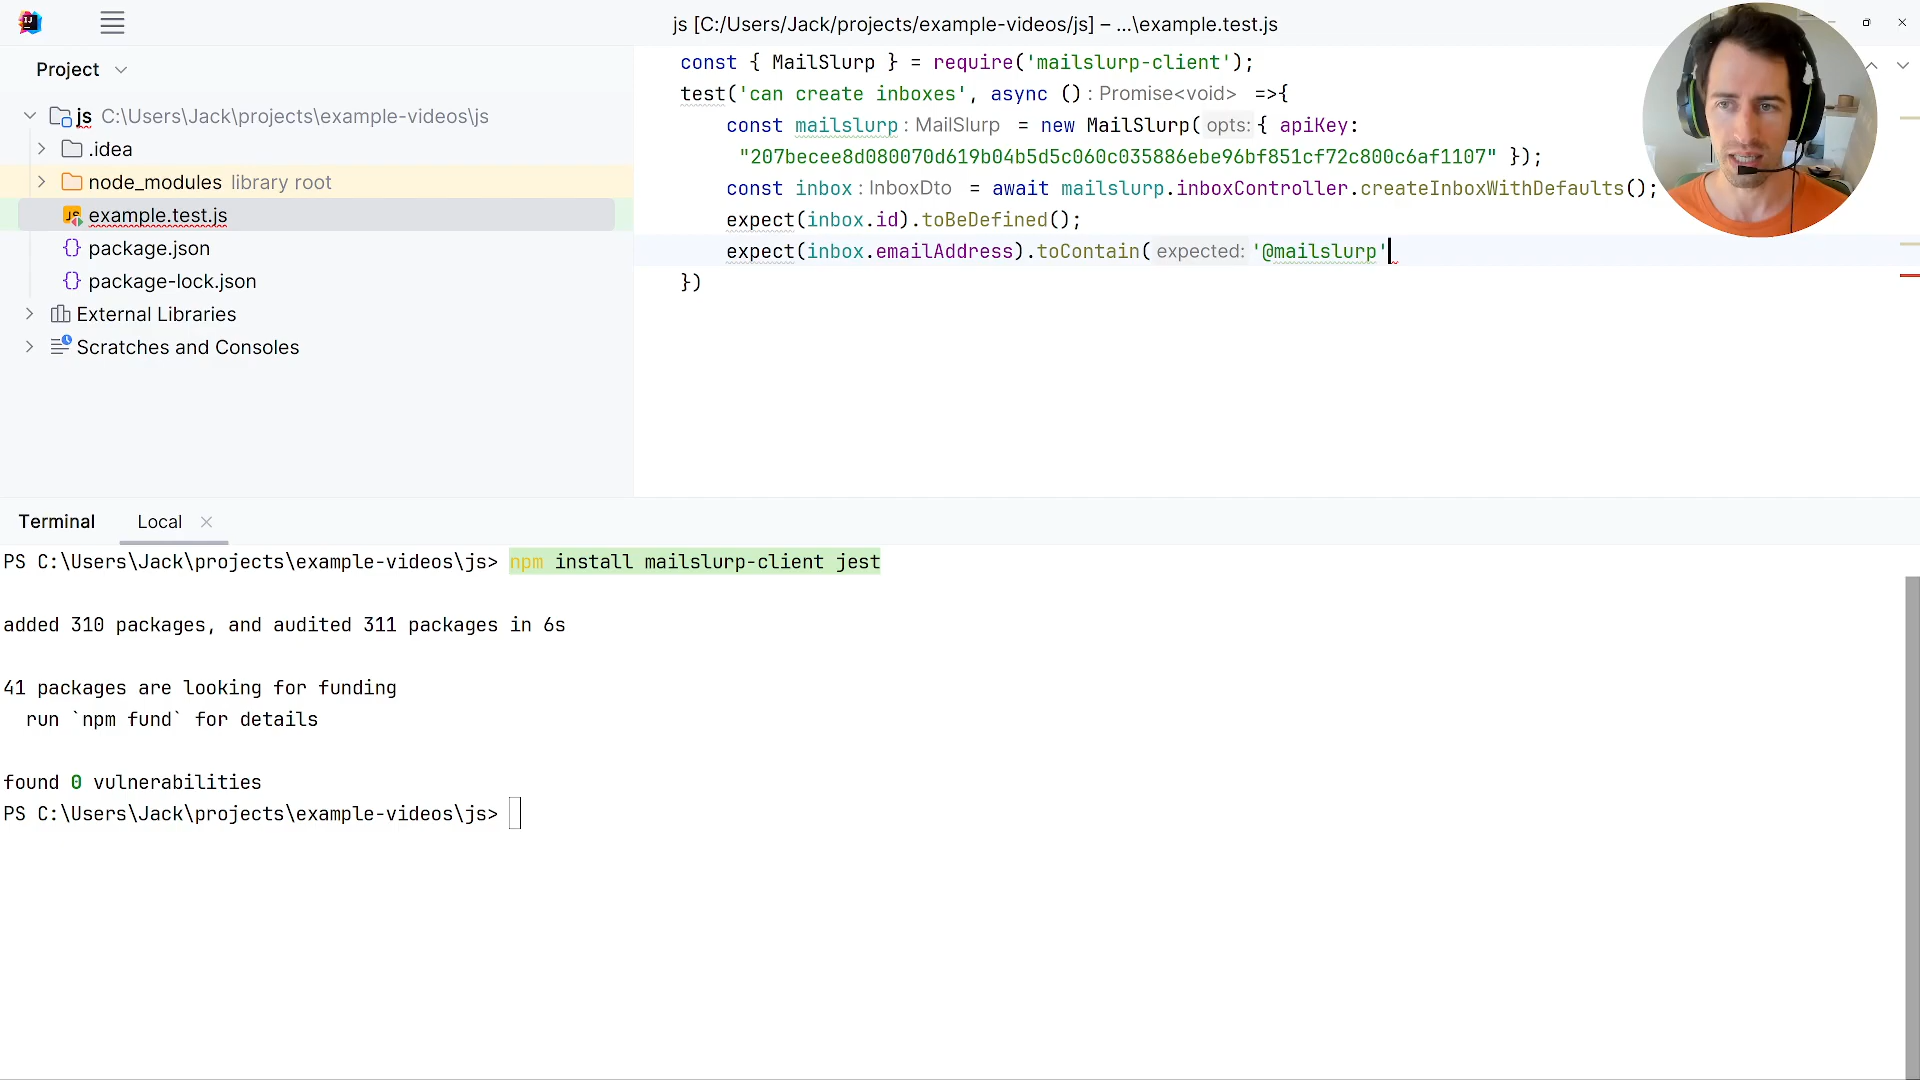 js [C:/Users/Jack/projects/example-videos/js] – ...\example.test.js
Project
js C:\Users\Jack\projects\example-videos\js
.idea
node_modules library root
example.test.js
package.json
package-lock.json
External Libraries
Scratches and Consoles
const { MailSlurp } = require('mailslurp-client');
test('can create inboxes', async () : Promise<void> =>{
const mailslurp : MailSlurp = new MailSlurp( opts: { apiKey:
"207becee8d080070d619b04b5d5c060c035886ebe96bf851cf72c800c6af1107" });
const inbox : InboxDto = await mailslurp.inboxController.createInboxWithDefaults();
expect(inbox.id).toBeDefined();
expect(inbox.emailAddress).toContain( expected: '@mailslurp'
})
Terminal Local
PS C:\Users\Jack\projects\example-videos\js> npm install mailslurp-client jest
added 310 packages, and audited 311 packages in 6s
41 packages are looking for funding
run `npm fund` for details
found 0 vulnerabilities
PS C:\Users\Jack\projects\example-videos\js>